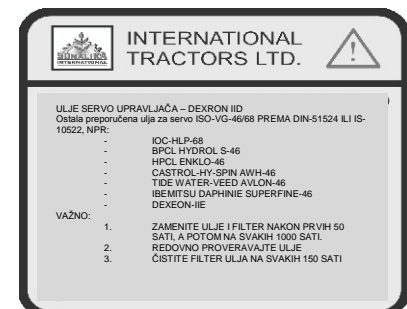 SONALIKA
INTERNATIONAL
INTERNATIONAL
TRACTORS LTD.
ULJE SERVO UPRAVLJAČA – DEXRON IID
Ostala preporučena ulja za servo ISO-VG-46/68 PREMA DIN-51524 ILI IS-
10522, NPR:
- IOC-HLP-68
- BPCL HYDROL S-46
- HPCL ENKLO-46
- CASTROL-HY-SPIN AWH-46
- TIDE WATER-VEED AVLON-46
- IBEMITSU DAPHINIE SUPERFINE-46
- DEXEON-IIE
VAŽNO:
1. ZAMENITE ULJE I FILTER NAKON PRVIH 50
SATI, A POTOM NA SVAKIH 1000 SATI.
2. REDOVNO PROVERAVAJTE ULJE
3. ČISTITE FILTER ULJA NA SVAKIH 150 SATI